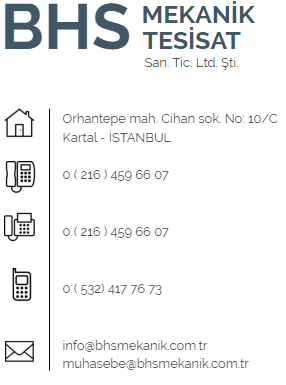 BHS MEKANİK
TESİSAT
San. Tic. Ltd. Şti.
Orhantepe mah. Cihan sok. No: 10/C
Kartal - İSTANBUL
0 ( 216 ) 459 66 07
0 ( 216 ) 459 66 07
0 ( 532) 417 76 73
info@bhsmekanik.com.tr
muhasebe@bhsmekanik.com.tr